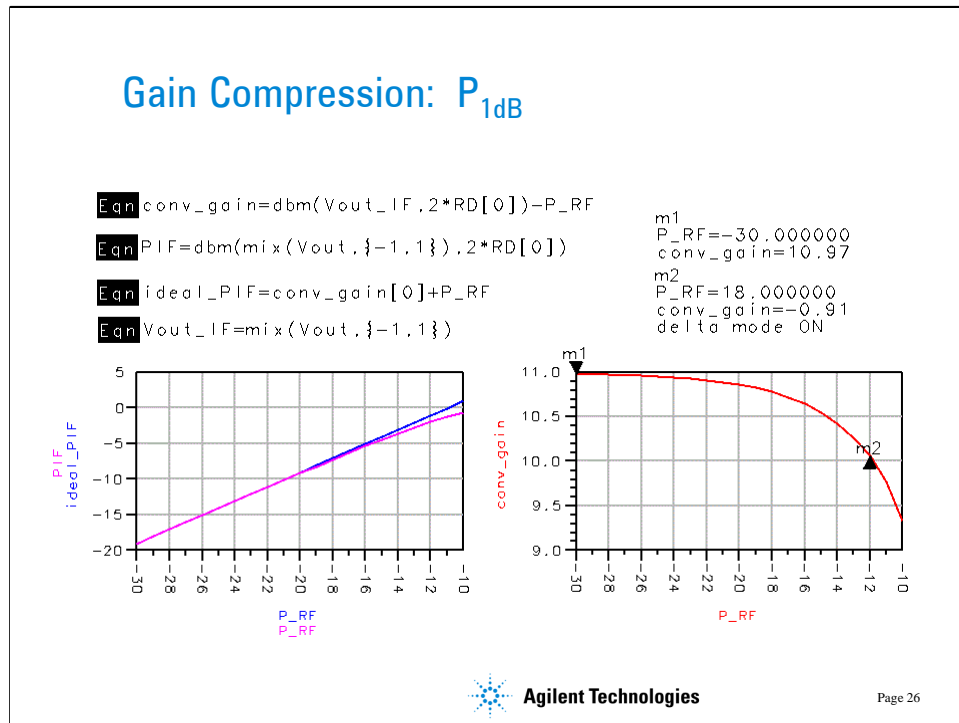 Gain Compression: P1dB
Eqn conv_gain=dbm(Vout_IF,2*RD[0])-P_RF
Eqn PIF=dbm(mix(Vout,{-1,1}),2*RD[0])
Eqn ideal_PIF=conv_gain[0]+P_RF
Eqn Vout_IF=mix(Vout,{-1,1})
m1
P_RF=-30.000000
conv_gain=10.97
m2
P_RF=18.000000
conv_gain=-0.91
delta mode ON
5
0
-5
-10
-15
-20
PIF
ideal_PIF
-30
-28
-26
-24
-22
-20
-18
-16
-14
-12
-10
P_RF
P_RF
m1
m2
11.0
10.5
10.0
9.5
9.0
conv_gain
-30
-28
-26
-24
-22
-20
-18
-16
-14
-12
-10
P_RF
Agilent Technologies
Page 26